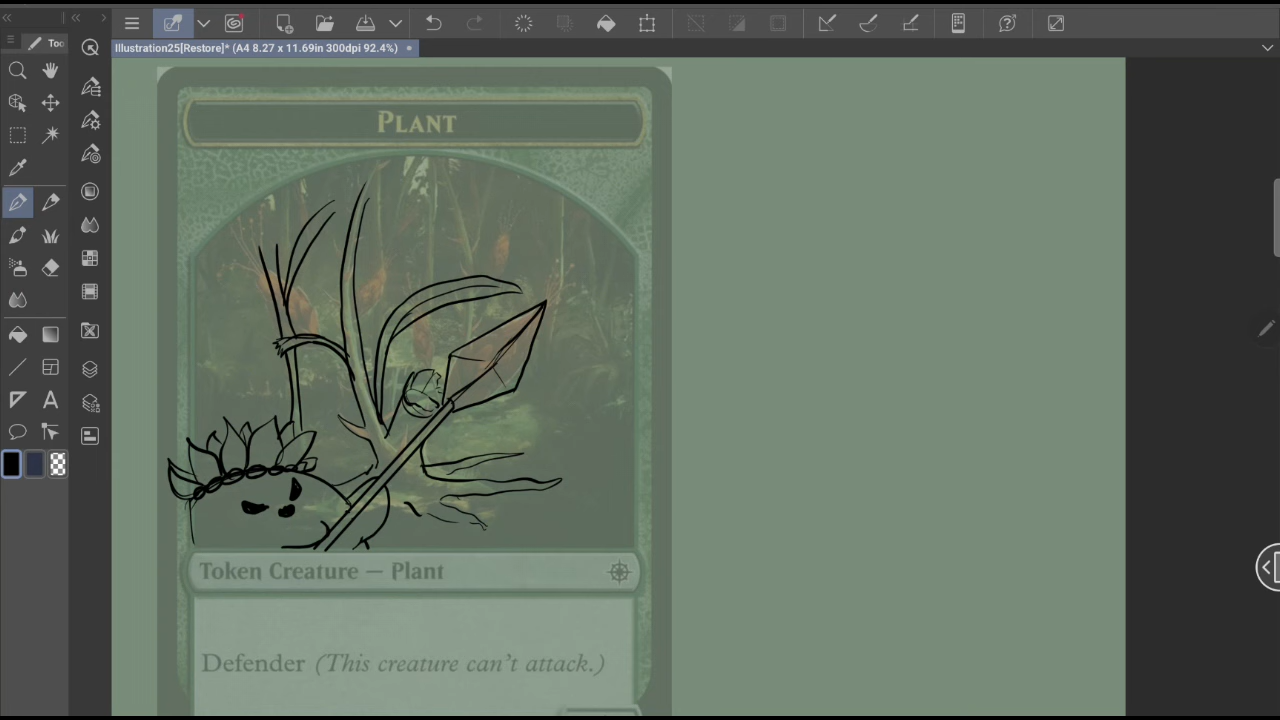 Too
Illustration25[Restore]* (A4 8.27 x 11.69in 300dpi 92.4%)
PLANT
Token Creature — Plant
Defender (This creature can't attack.)